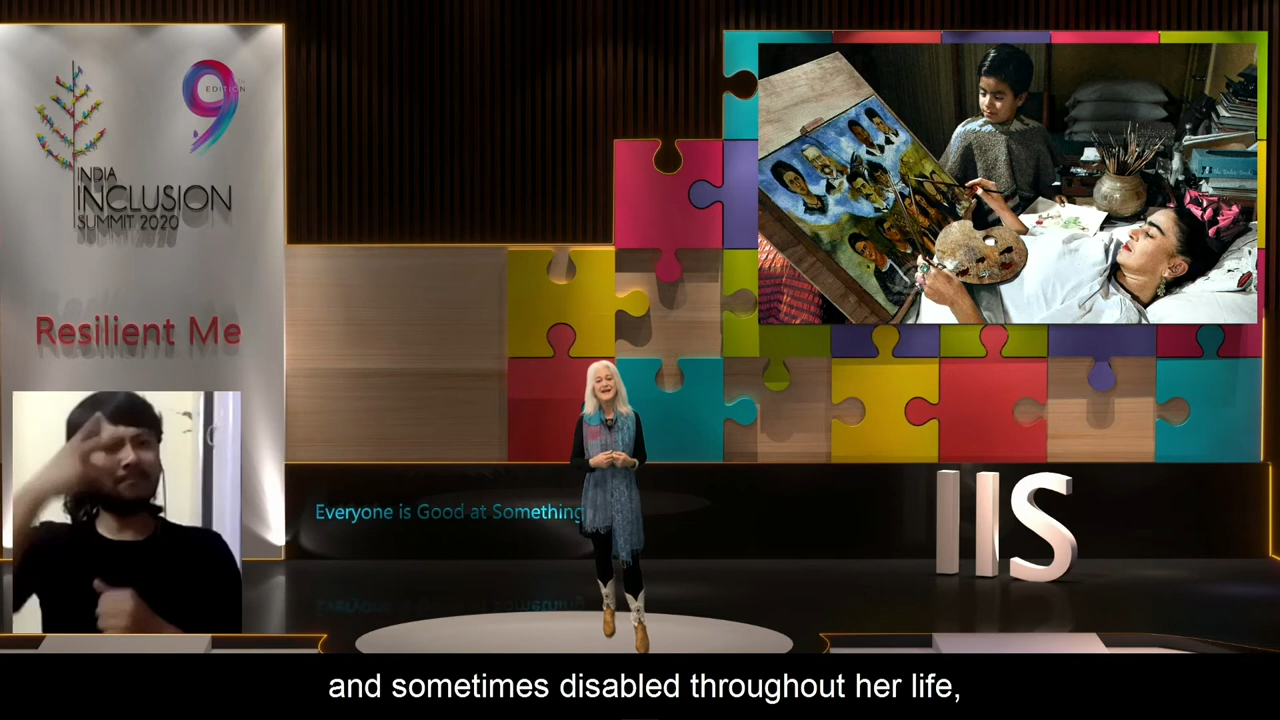 9
EDITION
INDIA
INCLUSION
SUMMIT 2020
Resilient Me
Everyone is Good at Something
IIS
and sometimes disabled throughout her life,